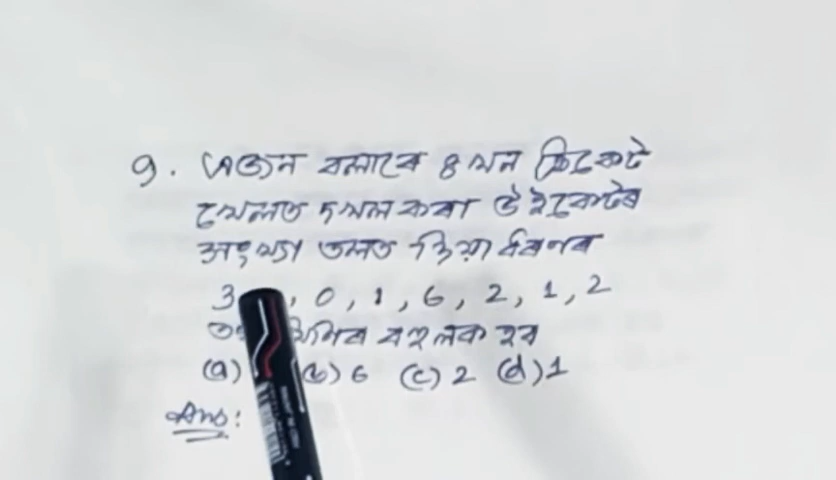 9. এজন বলাৰে ৪ খন ক্ৰিকেট
খেলত দখল কৰা উইকেটৰ
সংখ্যা তলত দিয়া ধৰণৰ
3 , 0 , 1 , 6 , 2 , 1 , 2
ৰ বহুলক হব
(a) (b) 6 (c) 2 (d) 1
Ans: